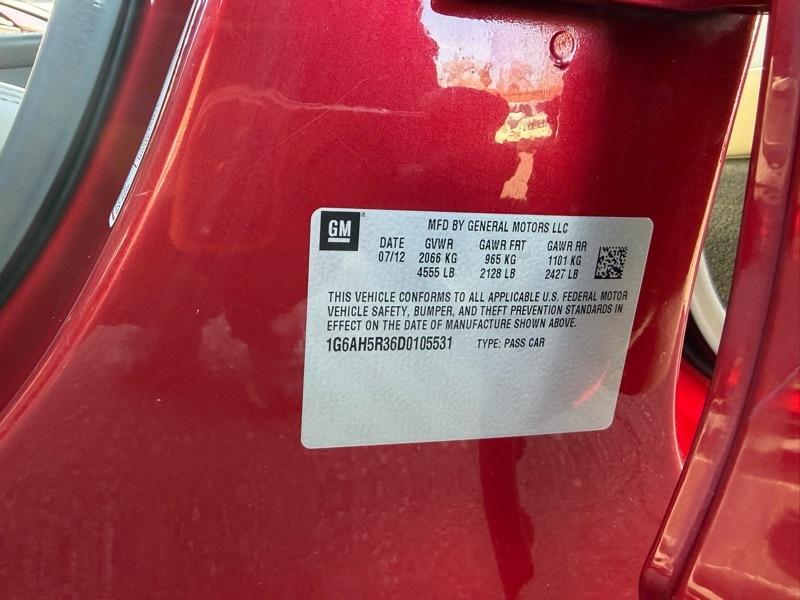 GM
MFD BY GENERAL MOTORS LLC
DATE GVWR GAWR FRT GAWR RR
07/12 2066 KG 965 KG 1101 KG
4555 LB 2128 LB 2427 LB
THIS VEHICLE CONFORMS TO ALL APPLICABLE U.S. FEDERAL MOTOR
VEHICLE SAFETY, BUMPER, AND THEFT PREVENTION STANDARDS IN
EFFECT ON THE DATE OF MANUFACTURE SHOWN ABOVE.
1G6AH5R36D0105531 TYPE: PASS CAR